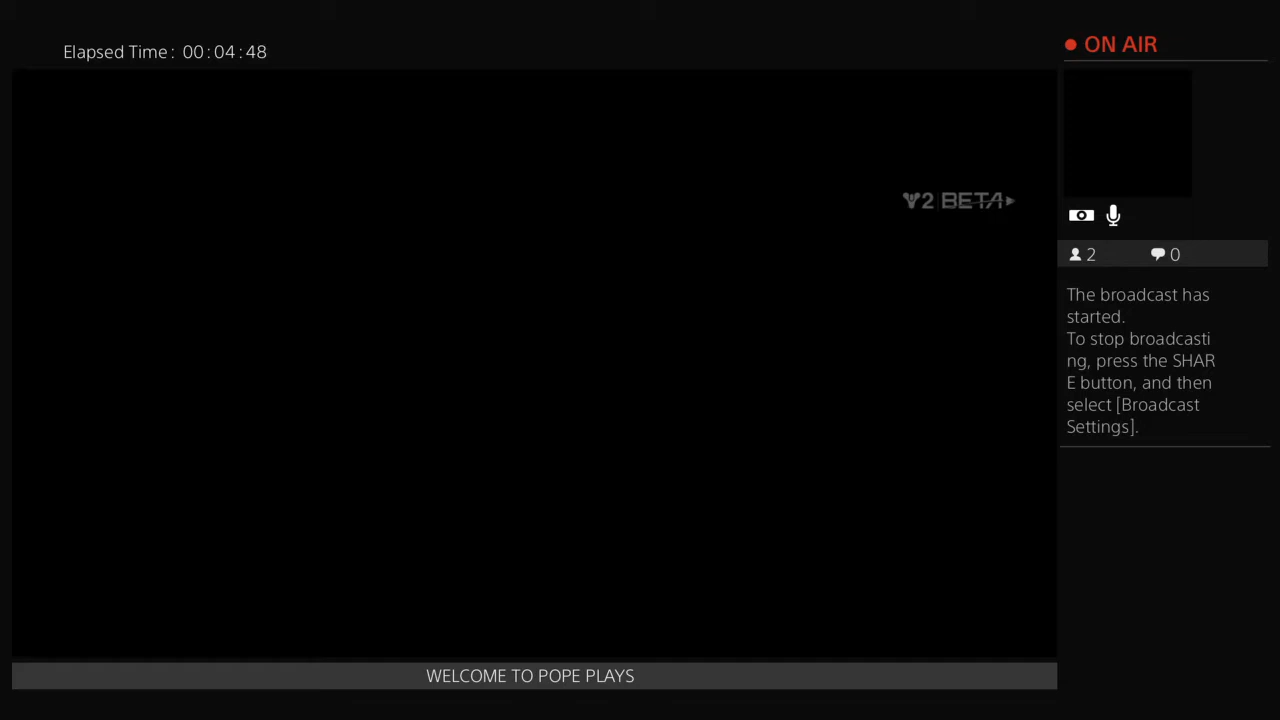 Elapsed Time: 00:04:48
ON AIR
2 BETA
2
0
The broadcast has
started.
To stop broadcasti
ng, press the SHAR
E button, and then
select [Broadcast
Settings].
WELCOME TO POPE PLAYS